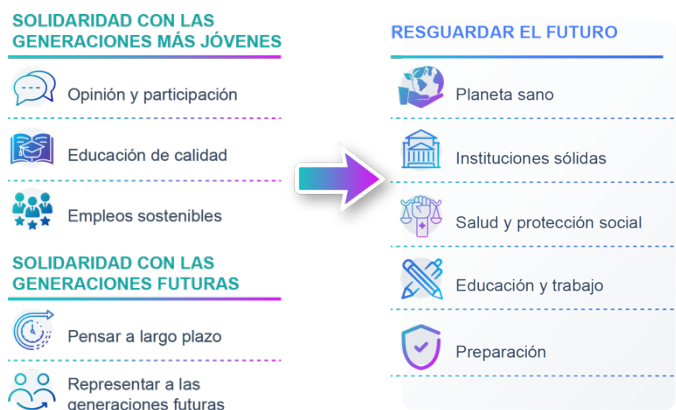 SOLIDARIDAD CON LAS
GENERACIONES MÁS JÓVENES
Opinión y participación
Educación de calidad
Empleos sostenibles
SOLIDARIDAD CON LAS
GENERACIONES FUTURAS
Pensar a largo plazo
Representar a las
generaciones futuras
RESGUARDAR EL FUTURO
Planeta sano
Instituciones sólidas
Salud y protección social
Educación y trabajo
Preparación